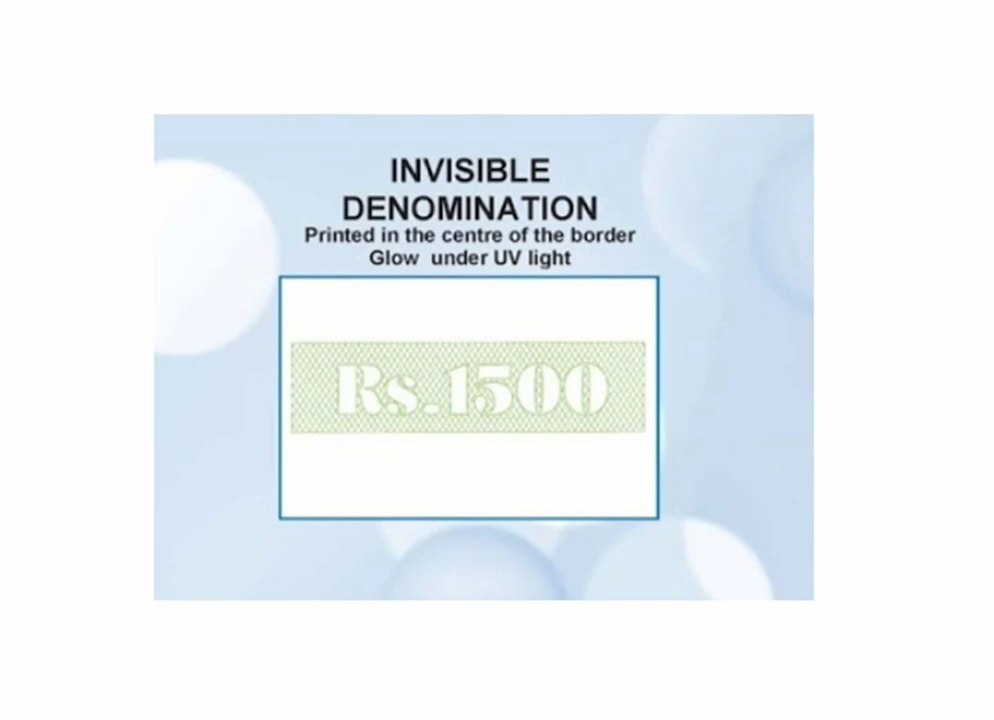 INVISIBLE
DENOMINATION
Printed in the centre of the border
Glow under UV light
Rs.1500